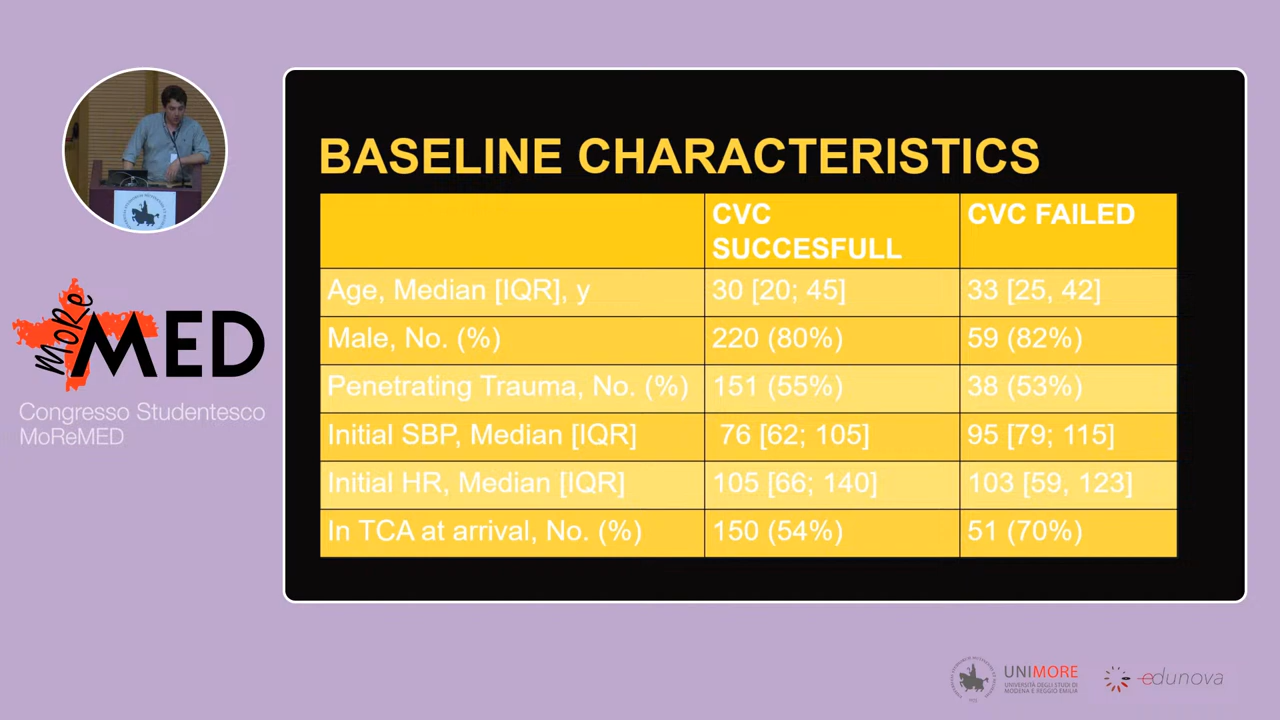 BASELINE CHARACTERISTICS
CVC SUCCESFULL
CVC FAILED
Age, Median [IQR], y 30 [20; 45] 33 [25, 42]
Male, No. (%) 220 (80%) 59 (82%)
Penetrating Trauma, No. (%) 151 (55%) 38 (53%)
Initial SBP, Median [IQR] 76 [62; 105] 95 [79; 115]
Initial HR, Median [IQR] 105 [66; 140] 103 [59, 123]
In TCA at arrival, No. (%) 150 (54%) 51 (70%)
MoRe
MED
Congresso Studentesco
MoReMED
UNIMORE
UNIVERSITÀ DEGLI STUDI DI
MODENA E REGGIO EMILIA
edunova